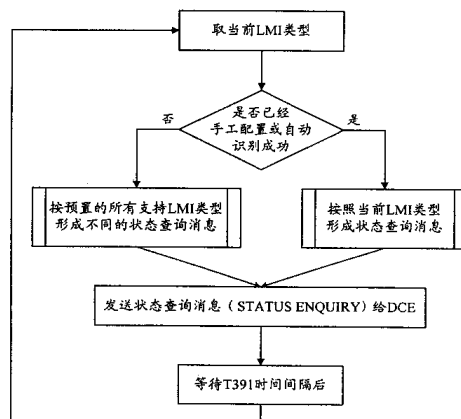 取当前LMI类型
是否已经
手工配置或自动
识别成功
否
是
按预置的所有支持LMI类型
形成不同的状态查询消息
按照当前LMI类型
形成状态查询消息
发送状态查询消息（STATUS ENQUIRY）给DCE
等待T391时间间隔后